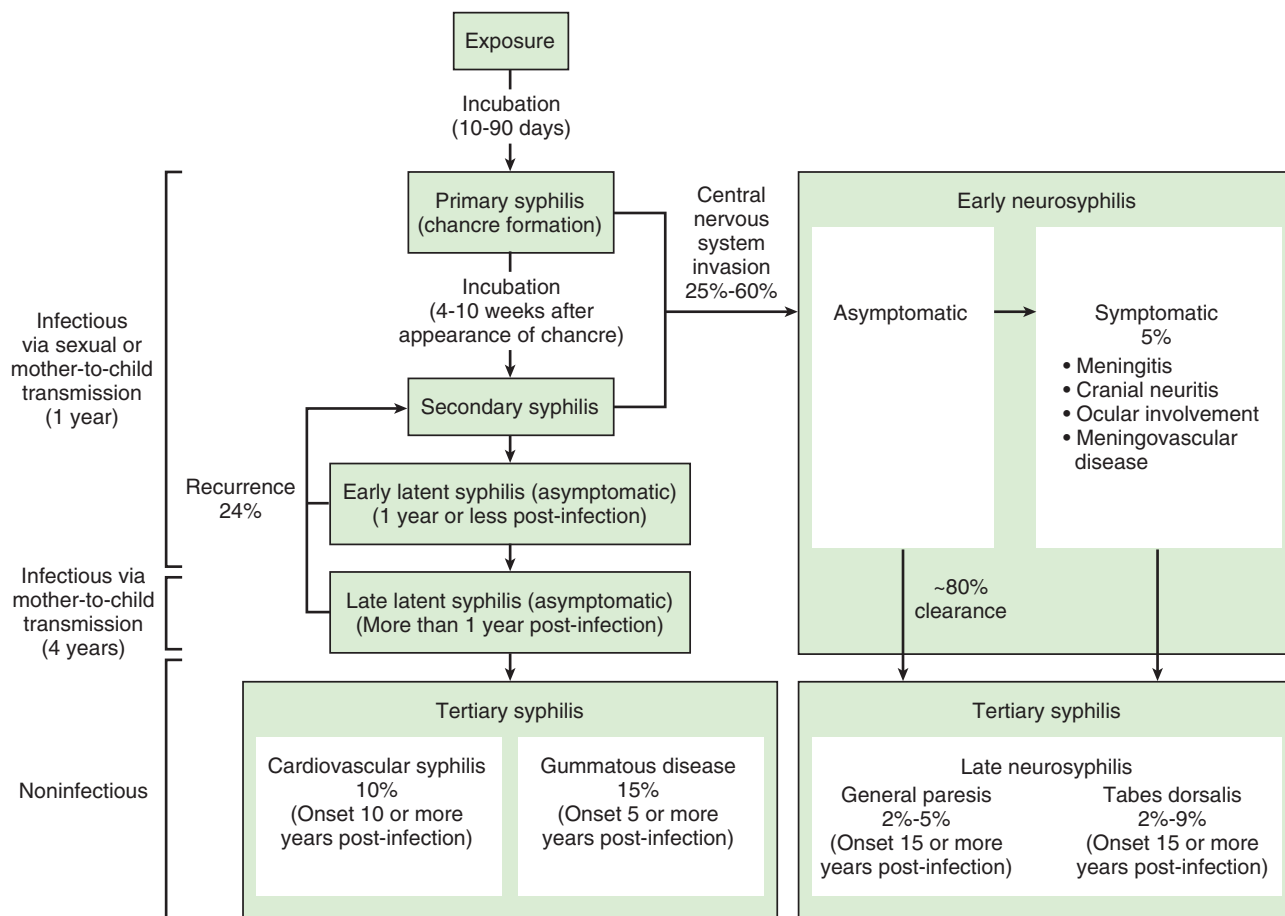 Exposure
Incubation
(10-90 days)
Primary syphilis
(chancre formation)
Incubation
(4-10 weeks after
appearance of chancre)
Secondary syphilis
Early latent syphilis (asymptomatic)
(1 year or less post-infection)
Late latent syphilis (asymptomatic)
(More than 1 year post-infection)
Recurrence
24%
Infectious
via sexual or
mother-to-child
transmission
(1 year)
Infectious via
mother-to-child
transmission
(4 years)
Noninfectious
Central
nervous
system
invasion
25%-60%
Early neurosyphilis
Asymptomatic
Symptomatic
5%
• Meningitis
• Cranial neuritis
• Ocular involvement
• Meningovascular
disease
~80%
clearance
Tertiary syphilis
Cardiovascular syphilis
10%
(Onset 10 or more
years post-infection)
Gummatous disease
15%
(Onset 5 or more
years post-infection)
Tertiary syphilis
Late neurosyphilis
General paresis
2%-5%
(Onset 15 or more
years post-infection)
Tabes dorsalis
2%-9%
(Onset 15 or more
years post-infection)